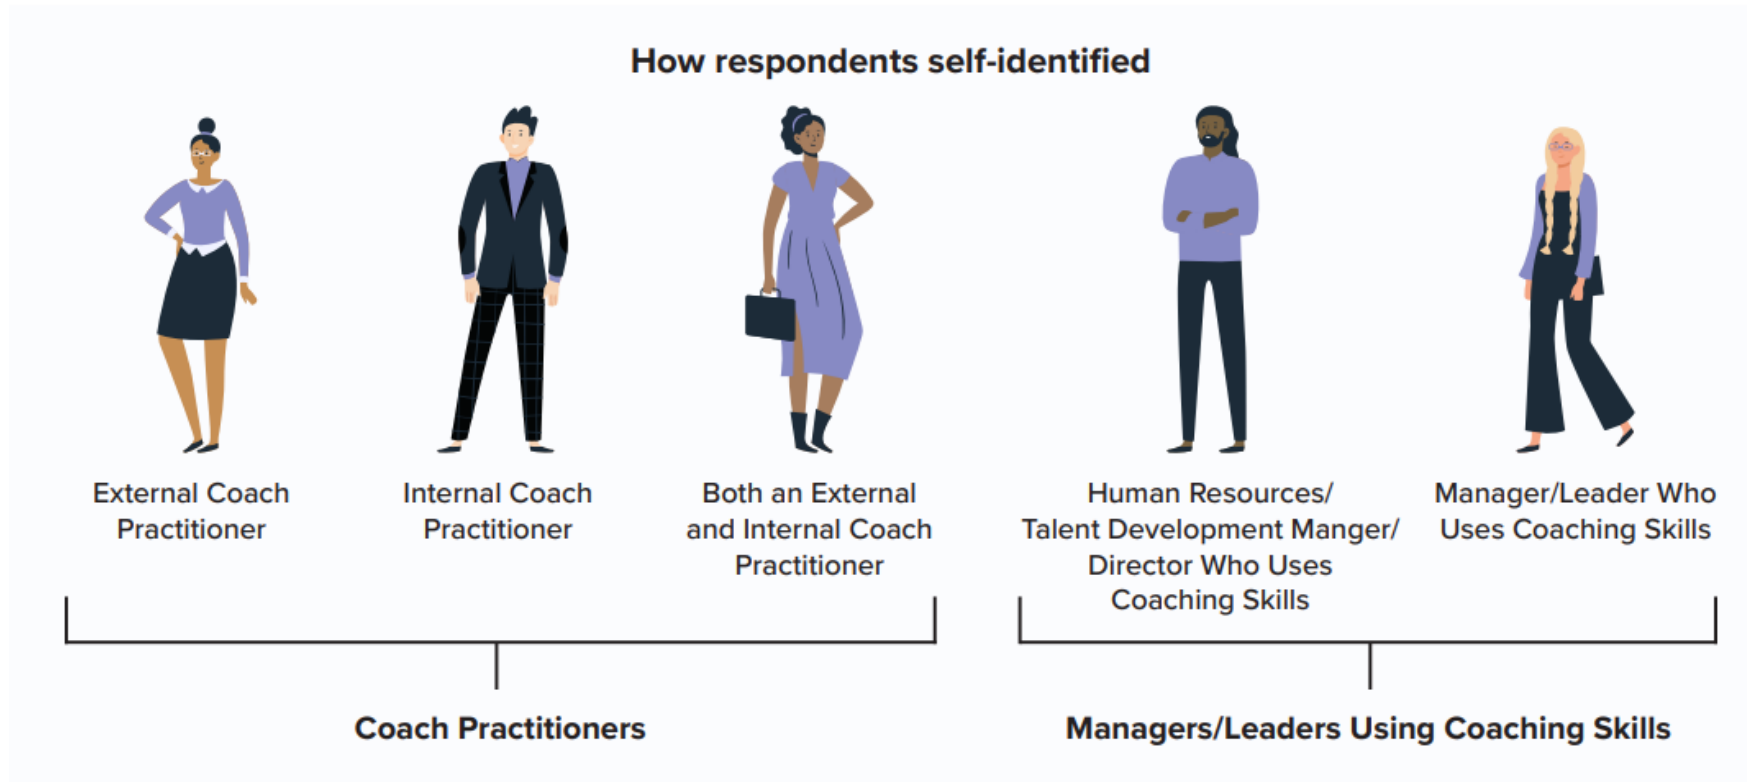 How respondents self-identified
External Coach
Practitioner
Internal Coach
Practitioner
Both an External
and Internal Coach
Practitioner
Human Resources/
Talent Development Manger/
Director Who Uses
Coaching Skills
Manager/Leader Who
Uses Coaching Skills
Coach Practitioners
Managers/Leaders Using Coaching Skills